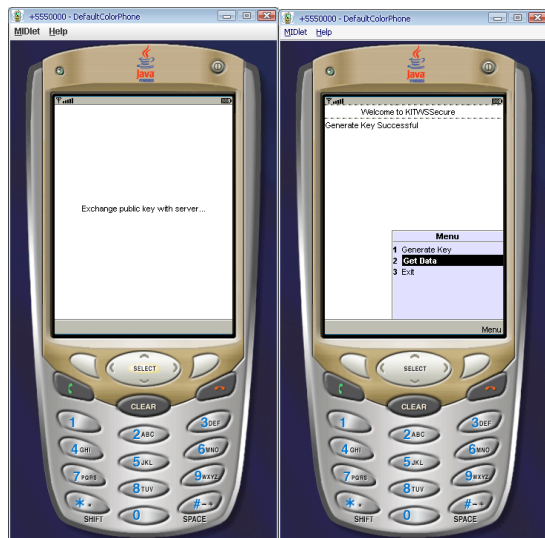 +5550000 - DefaultColorPhone
MIDlet Help
Java
Exchange public key with server...
SELECT
CLEAR
1
2 ABC
3 DEF
4 GHI
5 JKL
6 MNO
7 PQRS
8 TUV
9 WXYZ
* .
0
# -+
SHIFT
SPACE
+5550000 - DefaultColorPhone
MIDlet Help
Java
Welcome to KITWSSecure
Generate Key Successful
Menu
1 Generate Key
2 Get Data
3 Exit
Menu
SELECT
CLEAR
1
2 ABC
3 DEF
4 GHI
5 JKL
6 MNO
7 PQRS
8 TUV
9 WXYZ
* .
0
# -+
SHIFT
SPACE